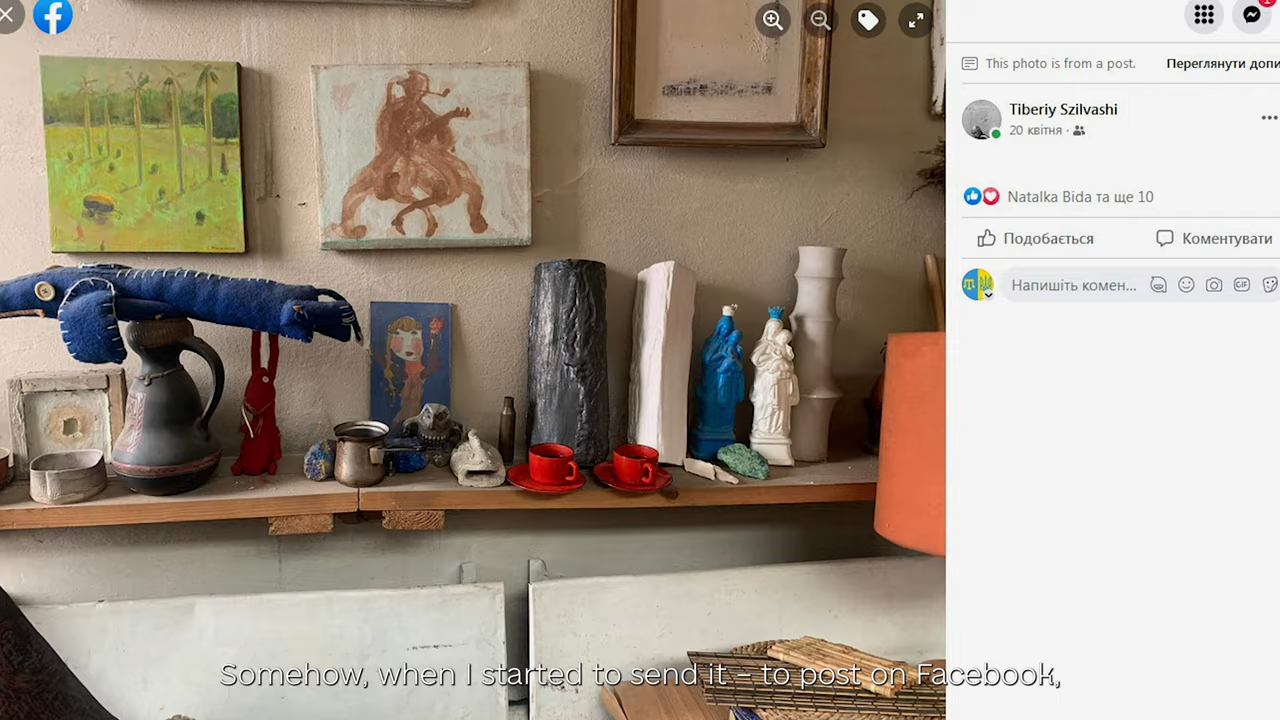 This photo is from a post.
Переглянути допи
Tiberiy Szilvashi
20 квітня
Natalka Bida та ще 10
Подобається
Коментувати
Напишіть комен...
GIF
Somehow, when I started to send it – to post on Facebook,